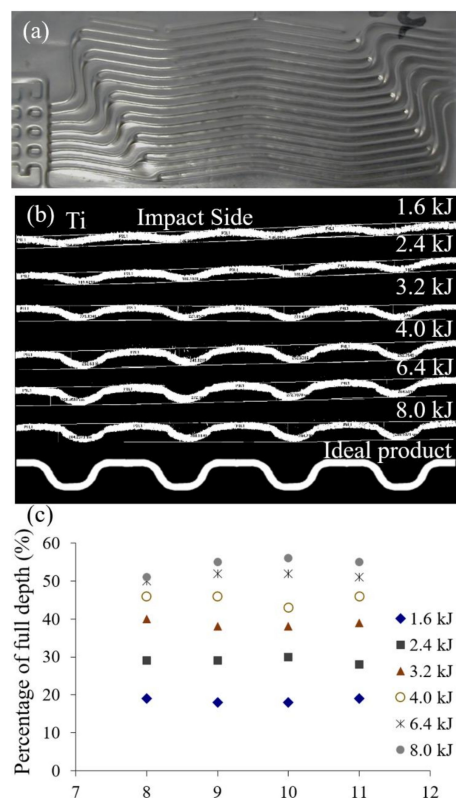 (a)
(b)
Ti
Impact Side
1.6 kJ
2.4 kJ
3.2 kJ
4.0 kJ
6.4 kJ
8.0 kJ
Ideal product
(c)
Percentage of full depth (%)
60
50
40
30
20
10
0
7
8
9
10
11
12
1.6 kJ
2.4 kJ
3.2 kJ
4.0 kJ
6.4 kJ
8.0 kJ